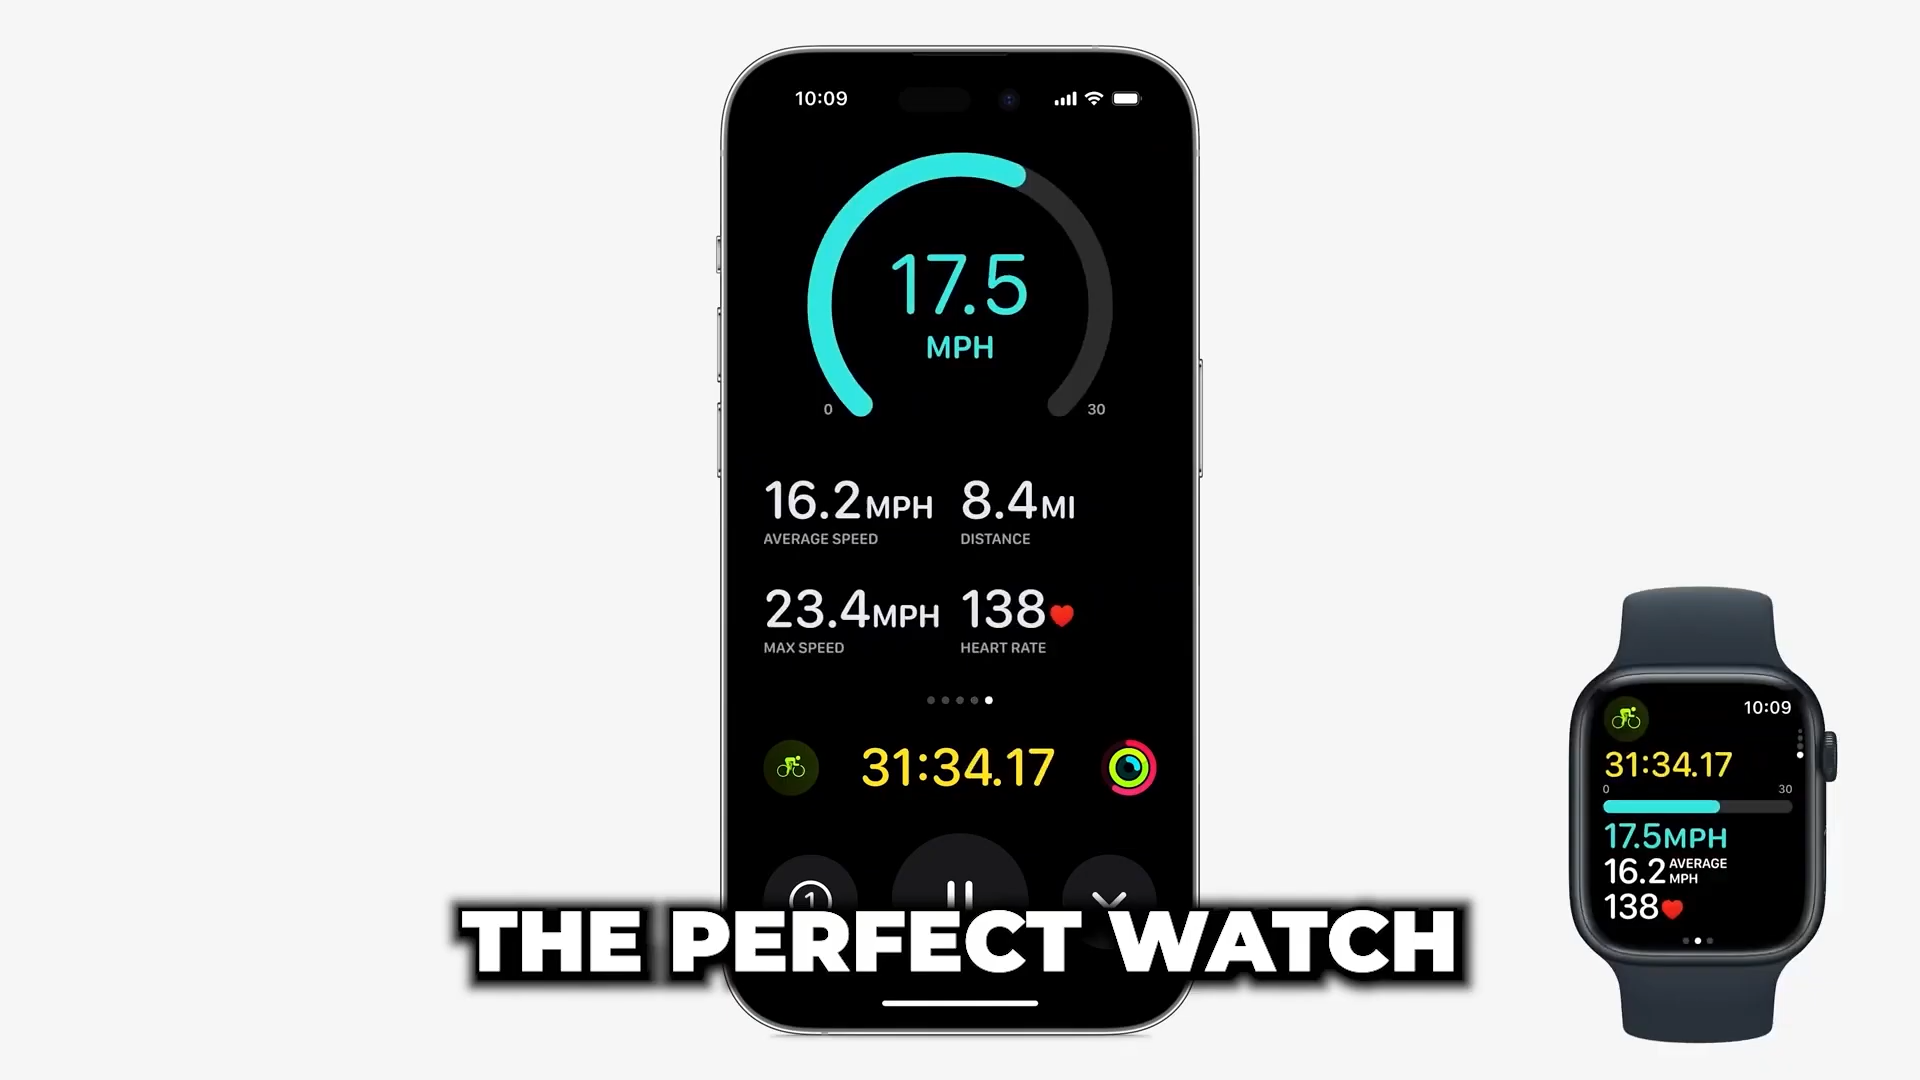 10:09
17.5
MPH
0
30
16.2MPH
8.4MI
AVERAGE SPEED
DISTANCE
23.4MPH
138
MAX SPEED
HEART RATE
31:34.17
1
THE PERFECT WATCH
10:09
31:34.17
0
30
17.5MPH
16.2 AVERAGE
MPH
138